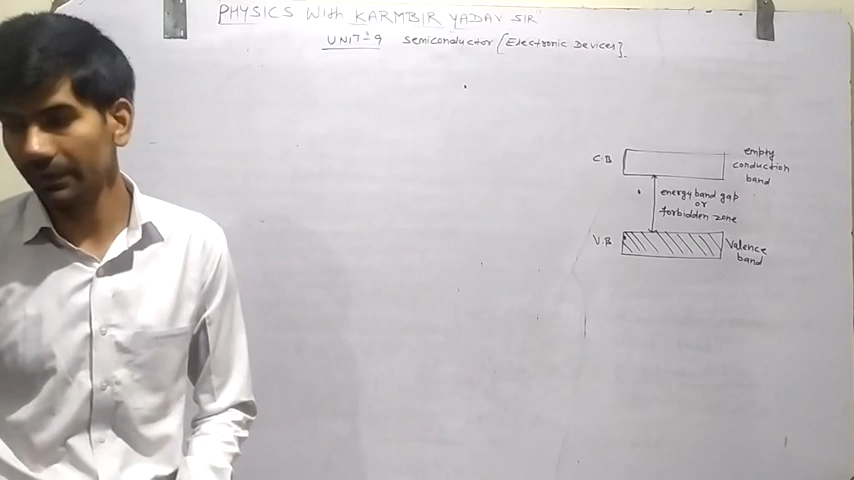 PHYSICS With KARMBIR YADAV SIR"
UNIT-9 Semiconductor [Electronic Devices].
C.B
empty
conduction
band
energy band gap
or
forbidden zone
V.B
Valence
band